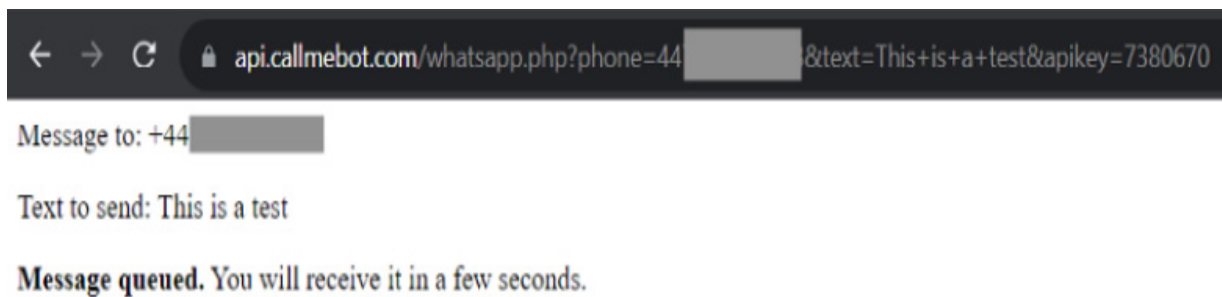 api.callmebot.com/whatsapp.php?phone=44 &text=This+is+a+test&apikey=7380670
Message to: +44
Text to send: This is a test
Message queued. You will receive it in a few seconds.